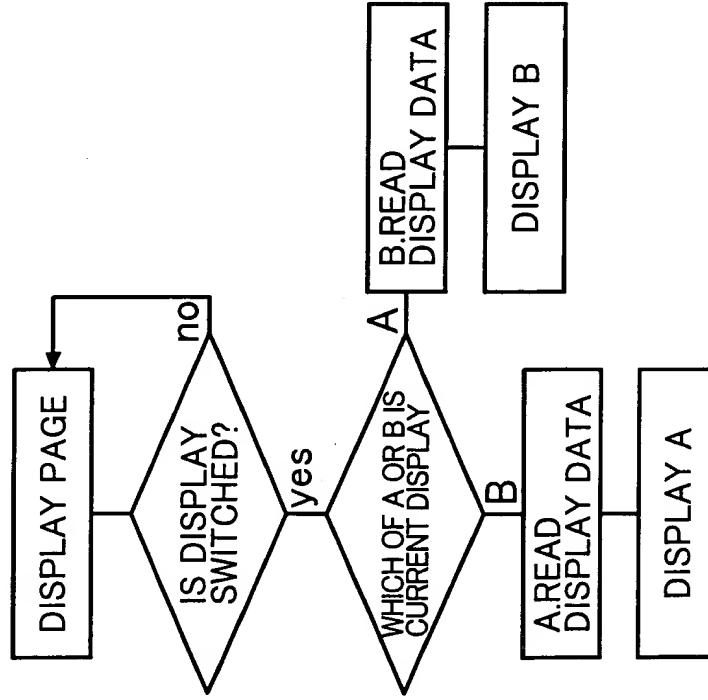 DISPLAY PAGE
IS DISPLAY
SWITCHED?
no
yes
WHICH OF A OR B IS
CURRENT DISPLAY
A
B
B.READ
DISPLAY DATA
DISPLAY B
A.READ
DISPLAY DATA
DISPLAY A